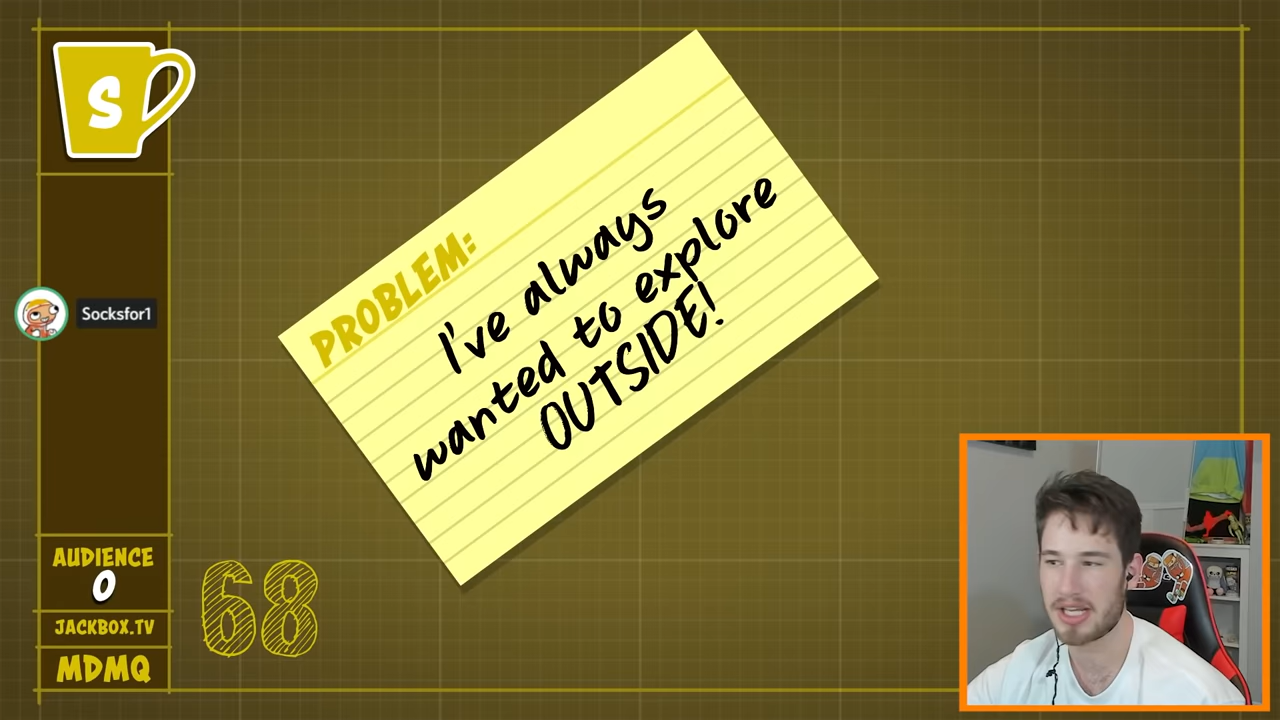 S
PROBLEM:
I've always
wanted to explore
OUTSIDE!
Socksfor1
AUDIENCE
0
JACKBOX.TV
MDMQ
68